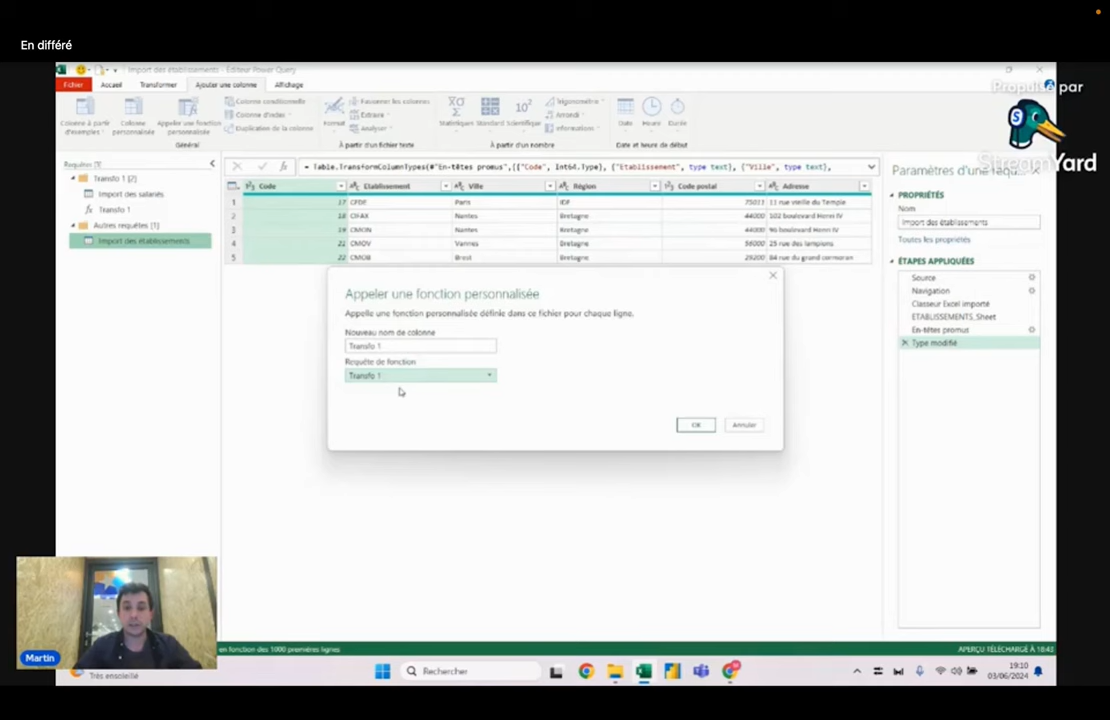 En différé
Import des établissements - Éditeur Power Query
Fichier Accueil Transformer Ajouter une colonne Affichage
Propulsé par
StreamYard
Colonne à partir d'exemples
Colonne personnalisée
Appeler une fonction personnalisée
Général
Colonne conditionnelle
Colonne d'index
Duplication de la colonne
Format
Fusionner les colonnes
Extraire
Analyser
À partir d'un fichier texte
Statistiques Standard Scientifique
10²
Trigonométrie
Arrondi
Informations
À partir d'un nombre
Date Heure Durée
Date et heure de début
Requêtes [3]
Transfo 1 [2]
Import des salariés
fx Transfo 1
Autres requêtes [1]
Import des établissements
fx = Table.TransformColumnTypes(#"En-têtes promus",{{"Code", Int64.Type}, {"Etablissement", type text}, {"Ville", type text},
Code Etablissement Ville Région Code postal Adresse
1 17 CFDE Paris IDF 75011 11 rue vieille du Temple
2 18 CIFAX Nantes Bretagne 44000 102 boulevard Henri IV
3 19 CMON Nantes Bretagne 44000 96 boulevard Henri IV
4 22 CMOV Vannes Bretagne 56000 25 rue des lampions
5 22 CMOB Brest Bretagne 29200 84 rue du grand cormoran
Appeler une fonction personnalisée
Appelle une fonction personnalisée définie dans ce fichier pour chaque ligne.
Nouveau nom de colonne
Transfo 1
Requête de fonction
Transfo 1
OK Annuler
Paramètres d'une requ...
PROPRIÉTÉS
Nom
Import des établissements
Toutes les propriétés
ÉTAPES APPLIQUÉES
Source
Navigation
Classeur Excel importé
ETABLISSEMENTS_Sheet
En-têtes promus
Type modifié
Martin
en fonction des 1000 premières lignes
APERÇU TÉLÉCHARGÉ À 18:43
Très ensoleillé
Rechercher
19:10
03/06/2024